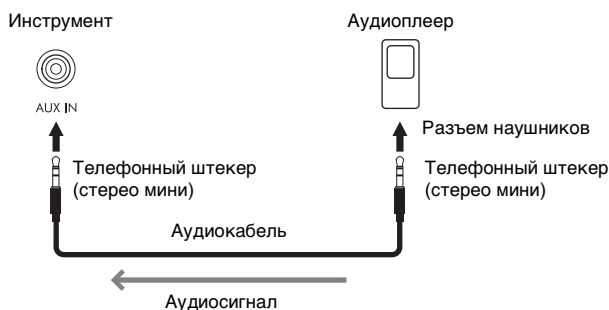 Инструмент
Аудиоплеер
AUX IN
Разъем наушников
Телефонный штекер
(стерео мини)
Телефонный штекер
(стерео мини)
Аудиокабель
Аудиосигнал